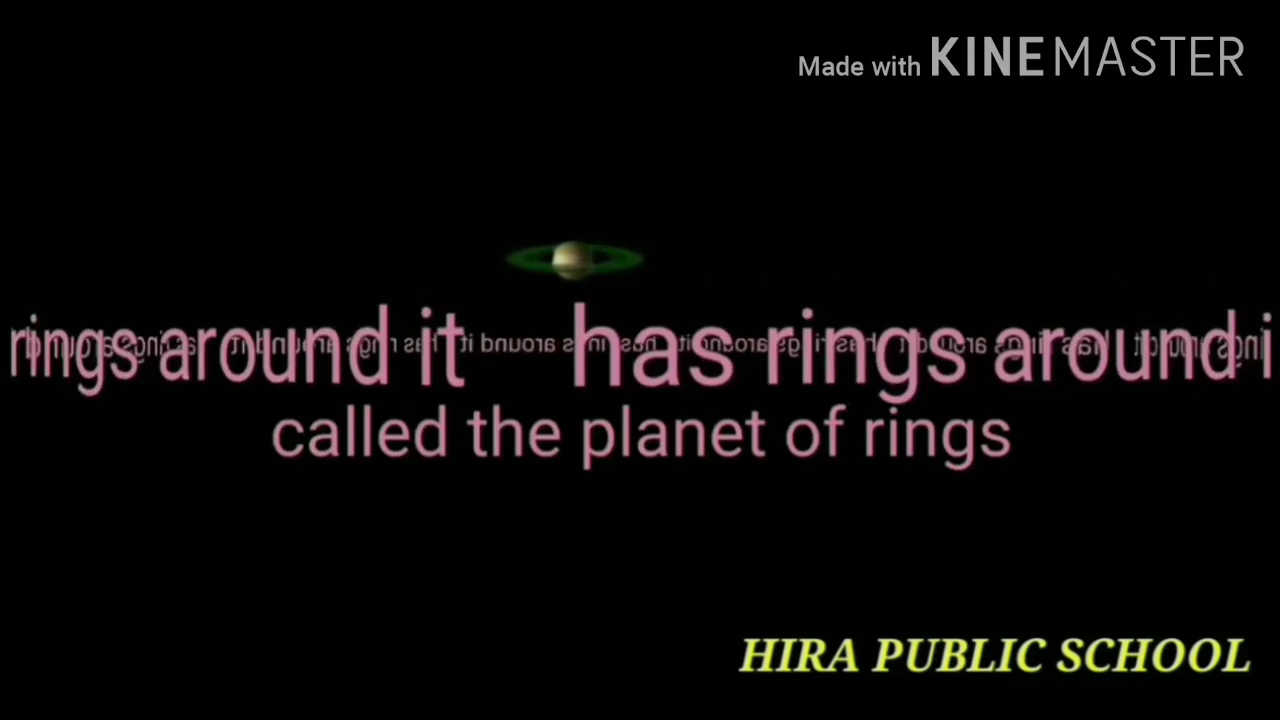 Made with KINEMASTER
rings around it has rings around i
called the planet of rings
HIRA PUBLIC SCHOOL